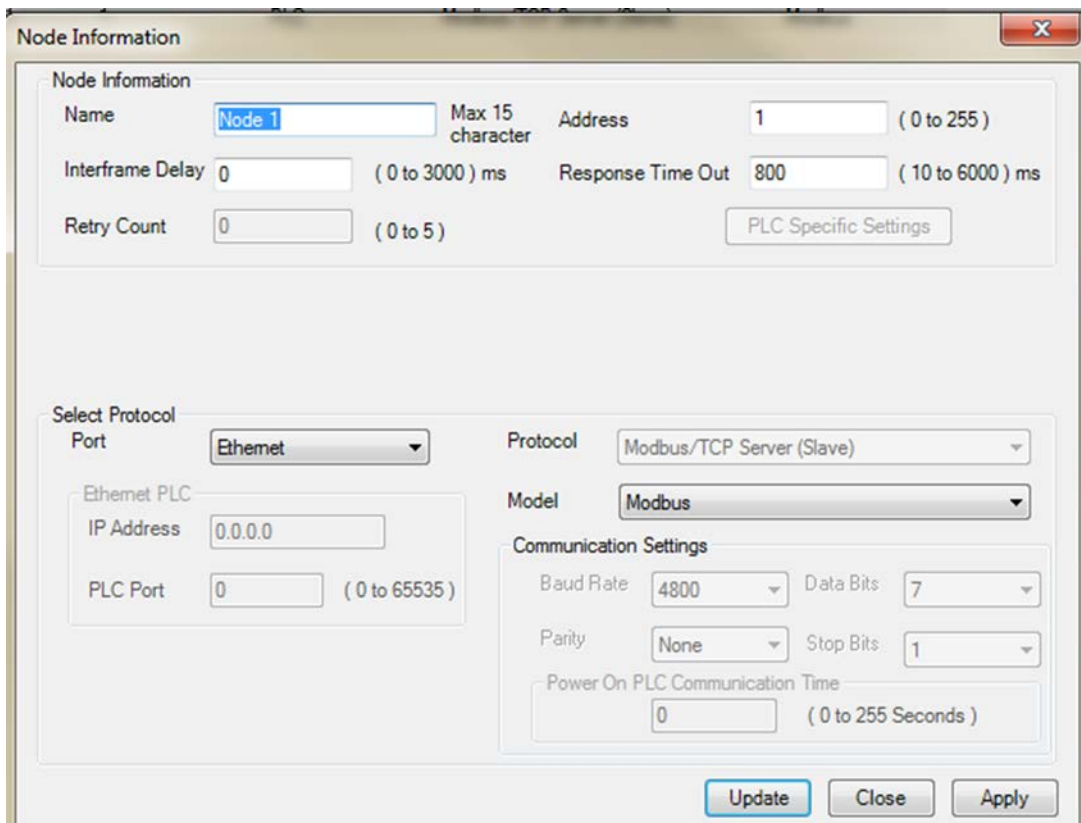 Node Information
Node Information
Name
Node 1
Max 15
character
Address
1
( 0 to 255 )
Interframe Delay
0
( 0 to 3000 ) ms
Response Time Out
800
( 10 to 6000 ) ms
Retry Count
0
( 0 to 5 )
PLC Specific Settings
Select Protocol
Port
Ethernet
Protocol
Modbus/TCP Server (Slave)
Ethernet PLC
IP Address
0.0.0.0
PLC Port
0
( 0 to 65535 )
Model
Modbus
Communication Settings
Baud Rate
4800
Data Bits
7
Parity
None
Stop Bits
1
Power On PLC Communication Time
0
( 0 to 255 Seconds )
Update
Close
Apply